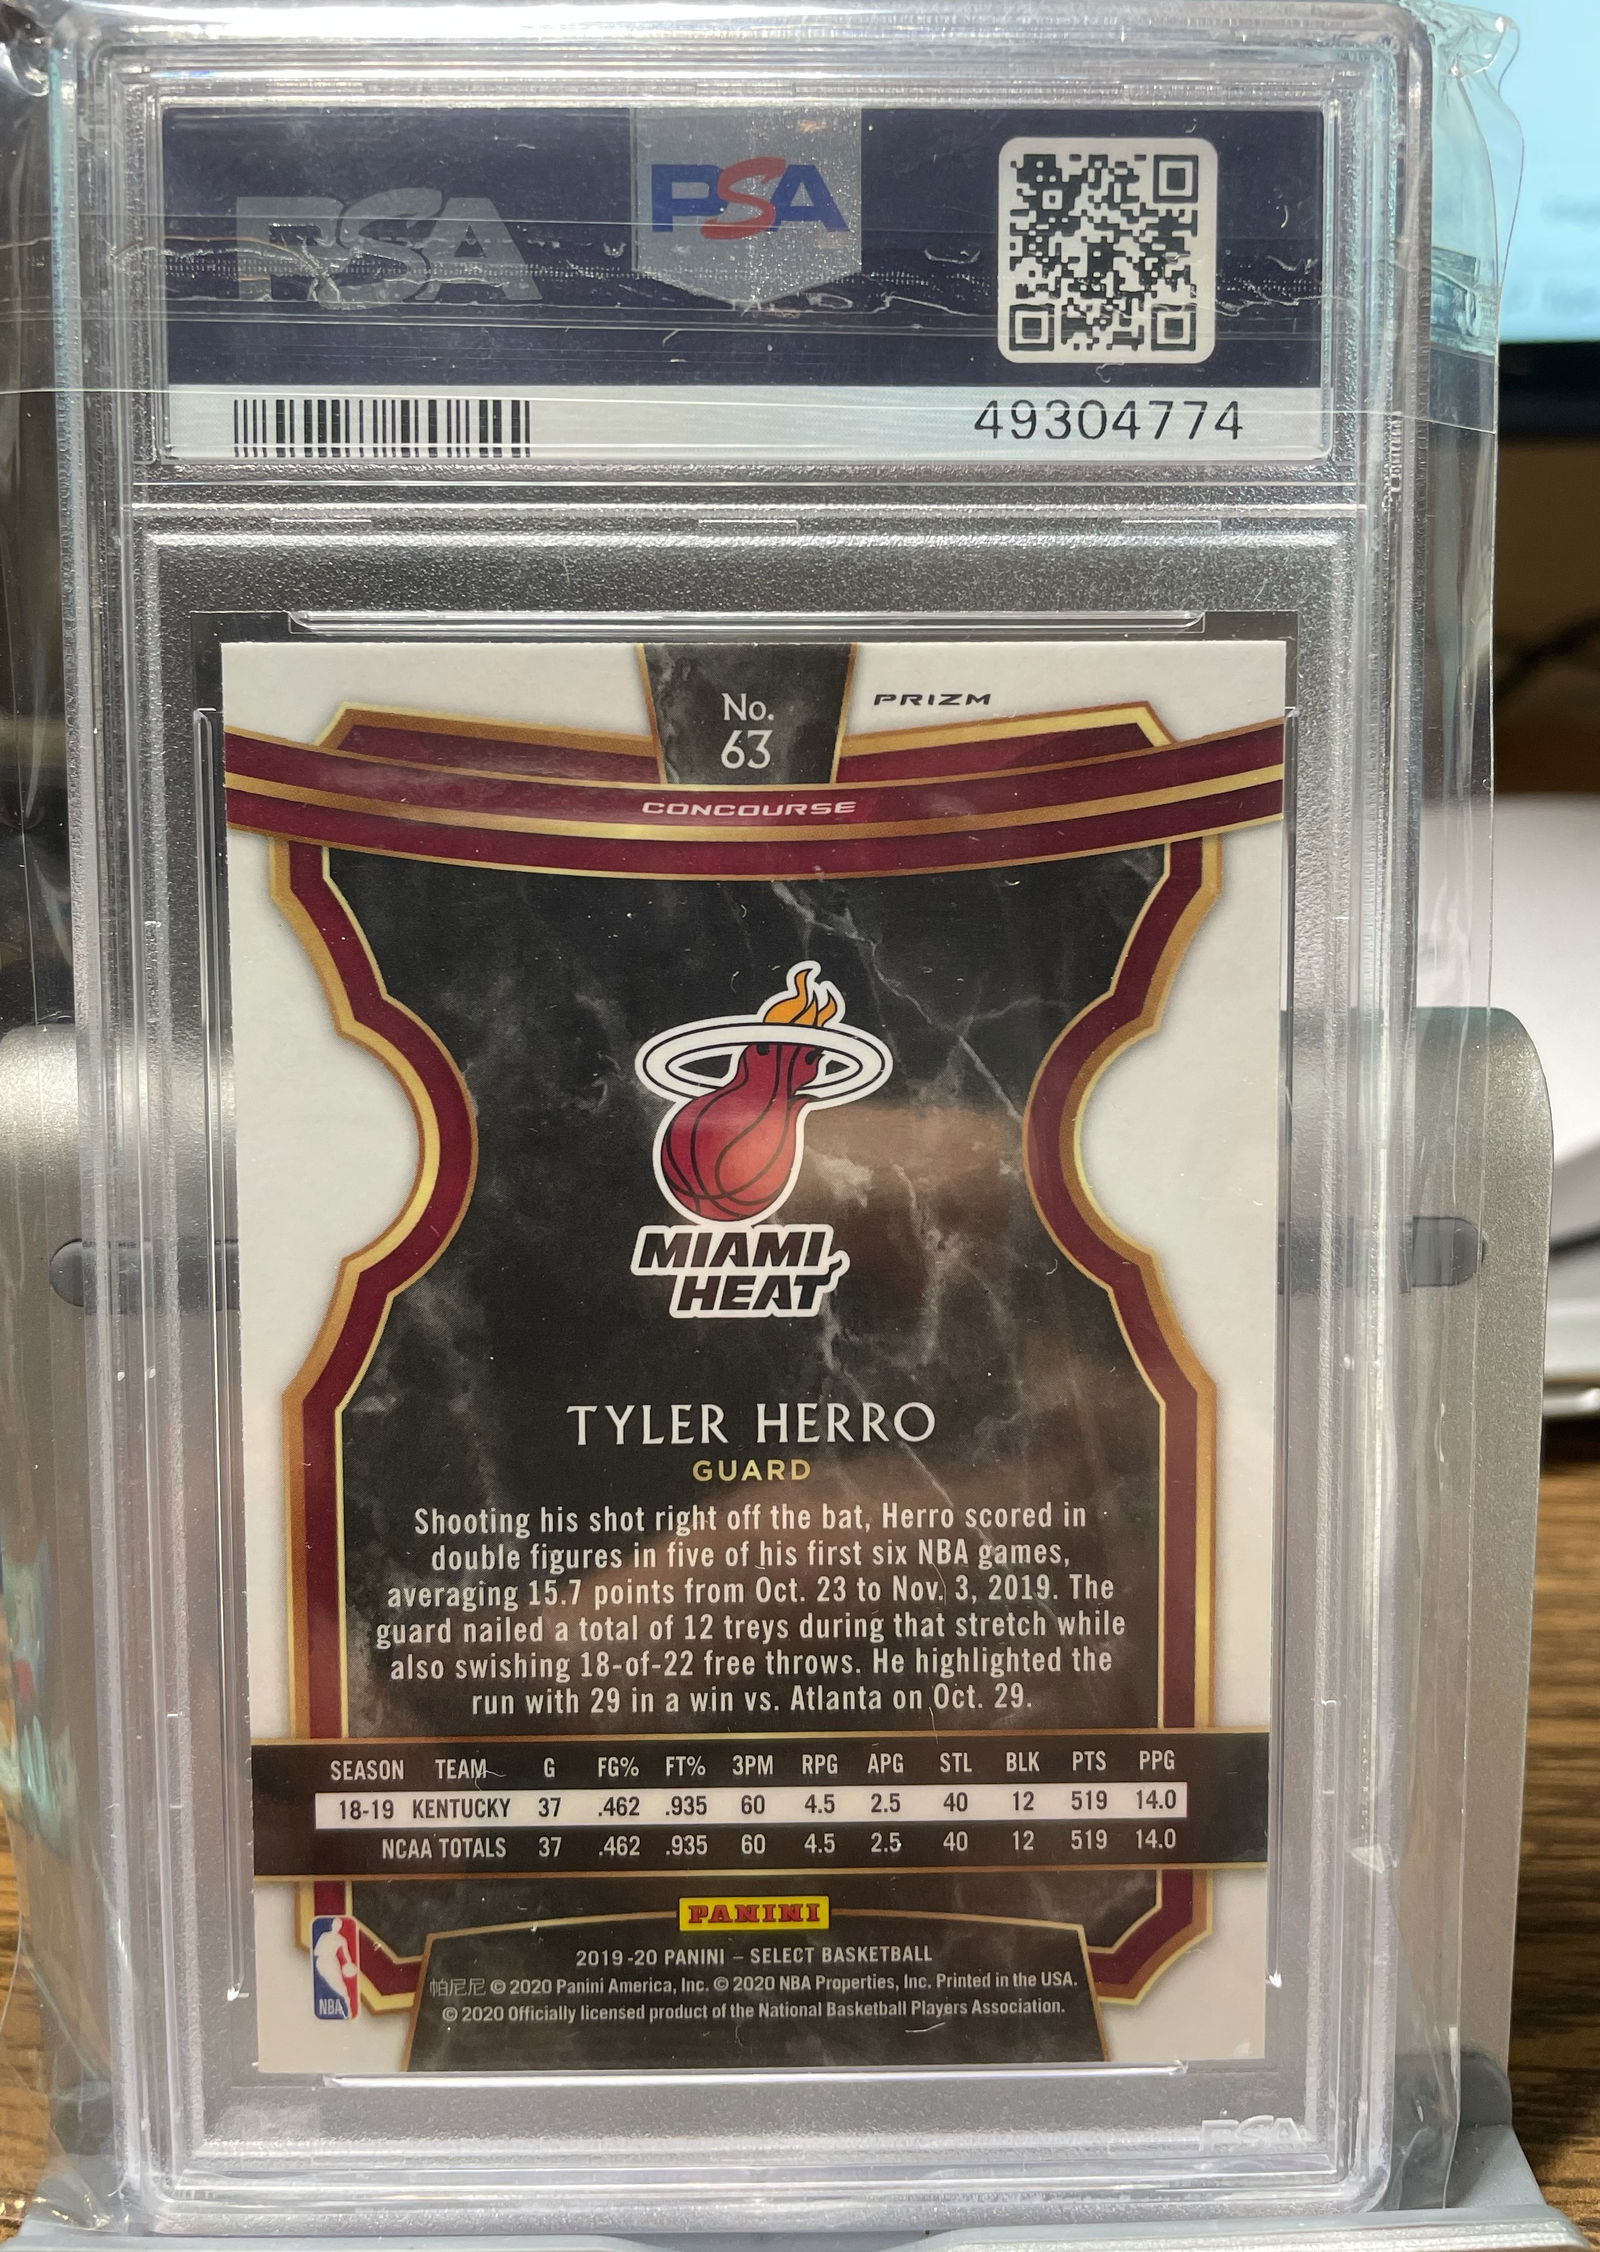 PSA
PSA
49304774
No.
63
PRIZM
CONCOURSE
MIAMI
HEAT
TYLER HERRO
GUARD
Shooting his shot right off the bat, Herro scored in
double figures in five of his first six NBA games,
averaging 15.7 points from Oct. 23 to Nov. 3, 2019. The
guard nailed a total of 12 treys during that stretch while
also swishing 18-of-22 free throws. He highlighted the
run with 29 in a win vs. Atlanta on Oct. 29.
SEASON TEAM G FG% FT% 3PM RPG APG STL BLK PTS PPG
18-19 KENTUCKY 37 .462 .935 60 4.5 2.5 40 12 519 14.0
NCAA TOTALS 37 .462 .935 60 4.5 2.5 40 12 519 14.0
PANINI
NBA
2019-20 PANINI – SELECT BASKETBALL
帕尼尼 © 2020 Panini America, Inc. © 2020 NBA Properties, Inc. Printed in the USA.
© 2020 Officially licensed product of the National Basketball Players Association.
PSA